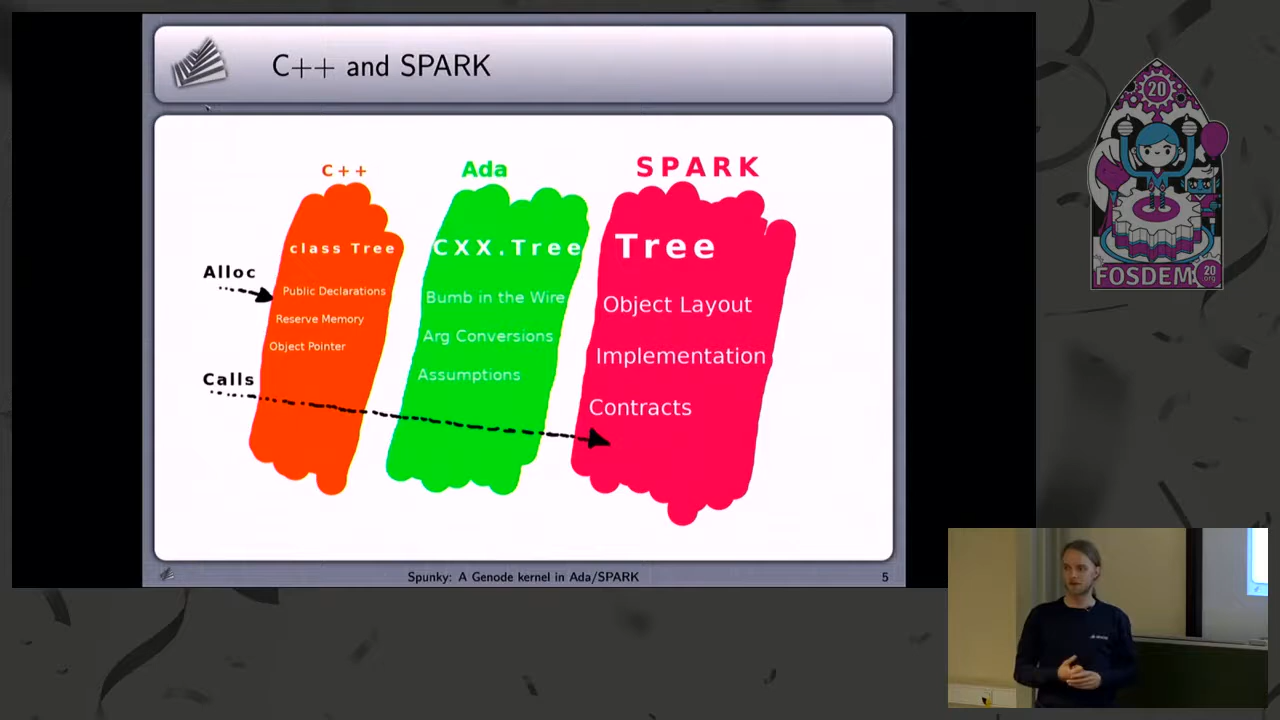 C++ and SPARK
C++
Ada
SPARK
class Tree
CXX.Tree
Tree
Alloc
Public Declarations
Bumb in the Wire
Object Layout
Reserve Memory
Arg Conversions
Implementation
Object Pointer
Assumptions
Calls
Contracts
Spunky: A Genode kernel in Ada/SPARK
5
20
FOSDEM
20
.org